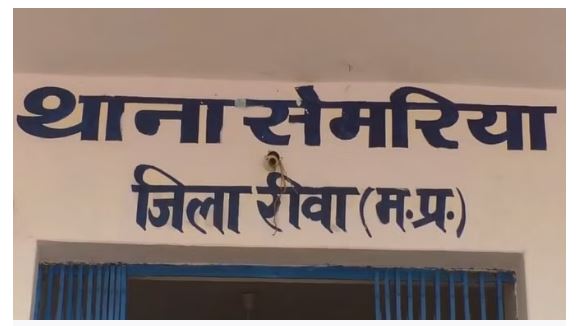 थाना सेमरिया
जिला रीवा (म.प्र.)